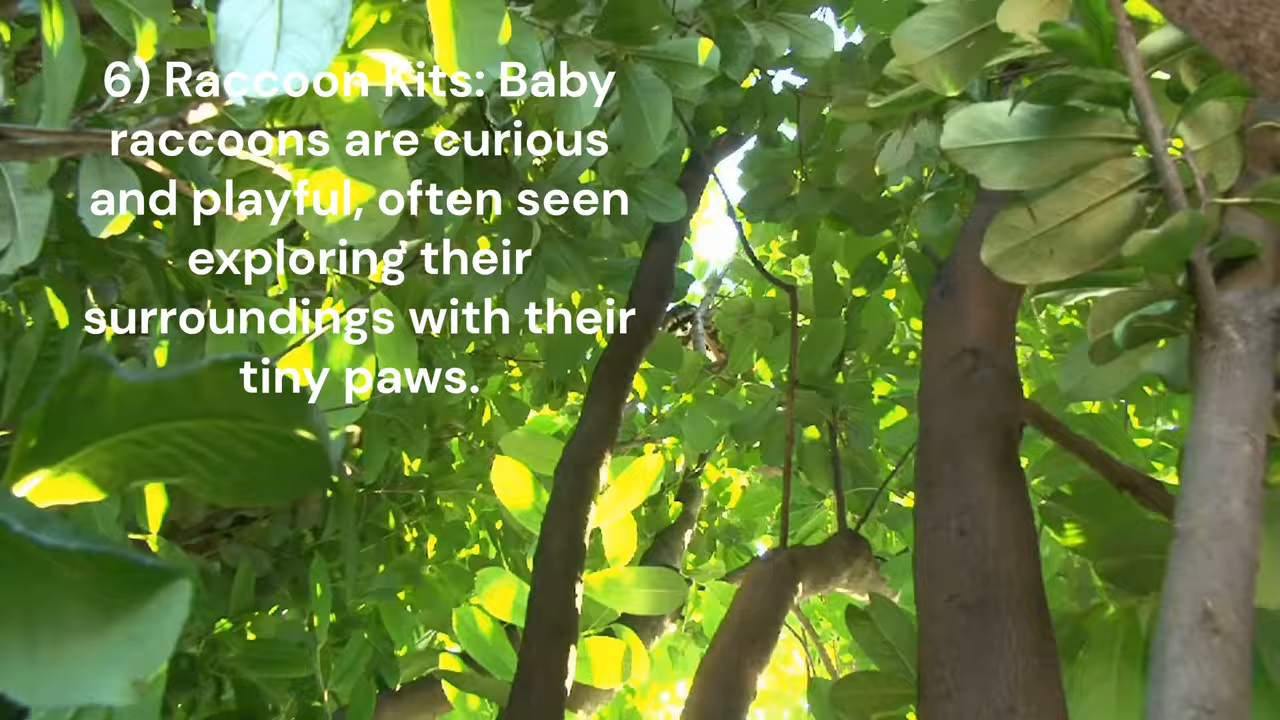 6) Raccoon Kits: Baby
raccoons are curious
and playful, often seen
exploring their
surroundings with their
tiny paws.